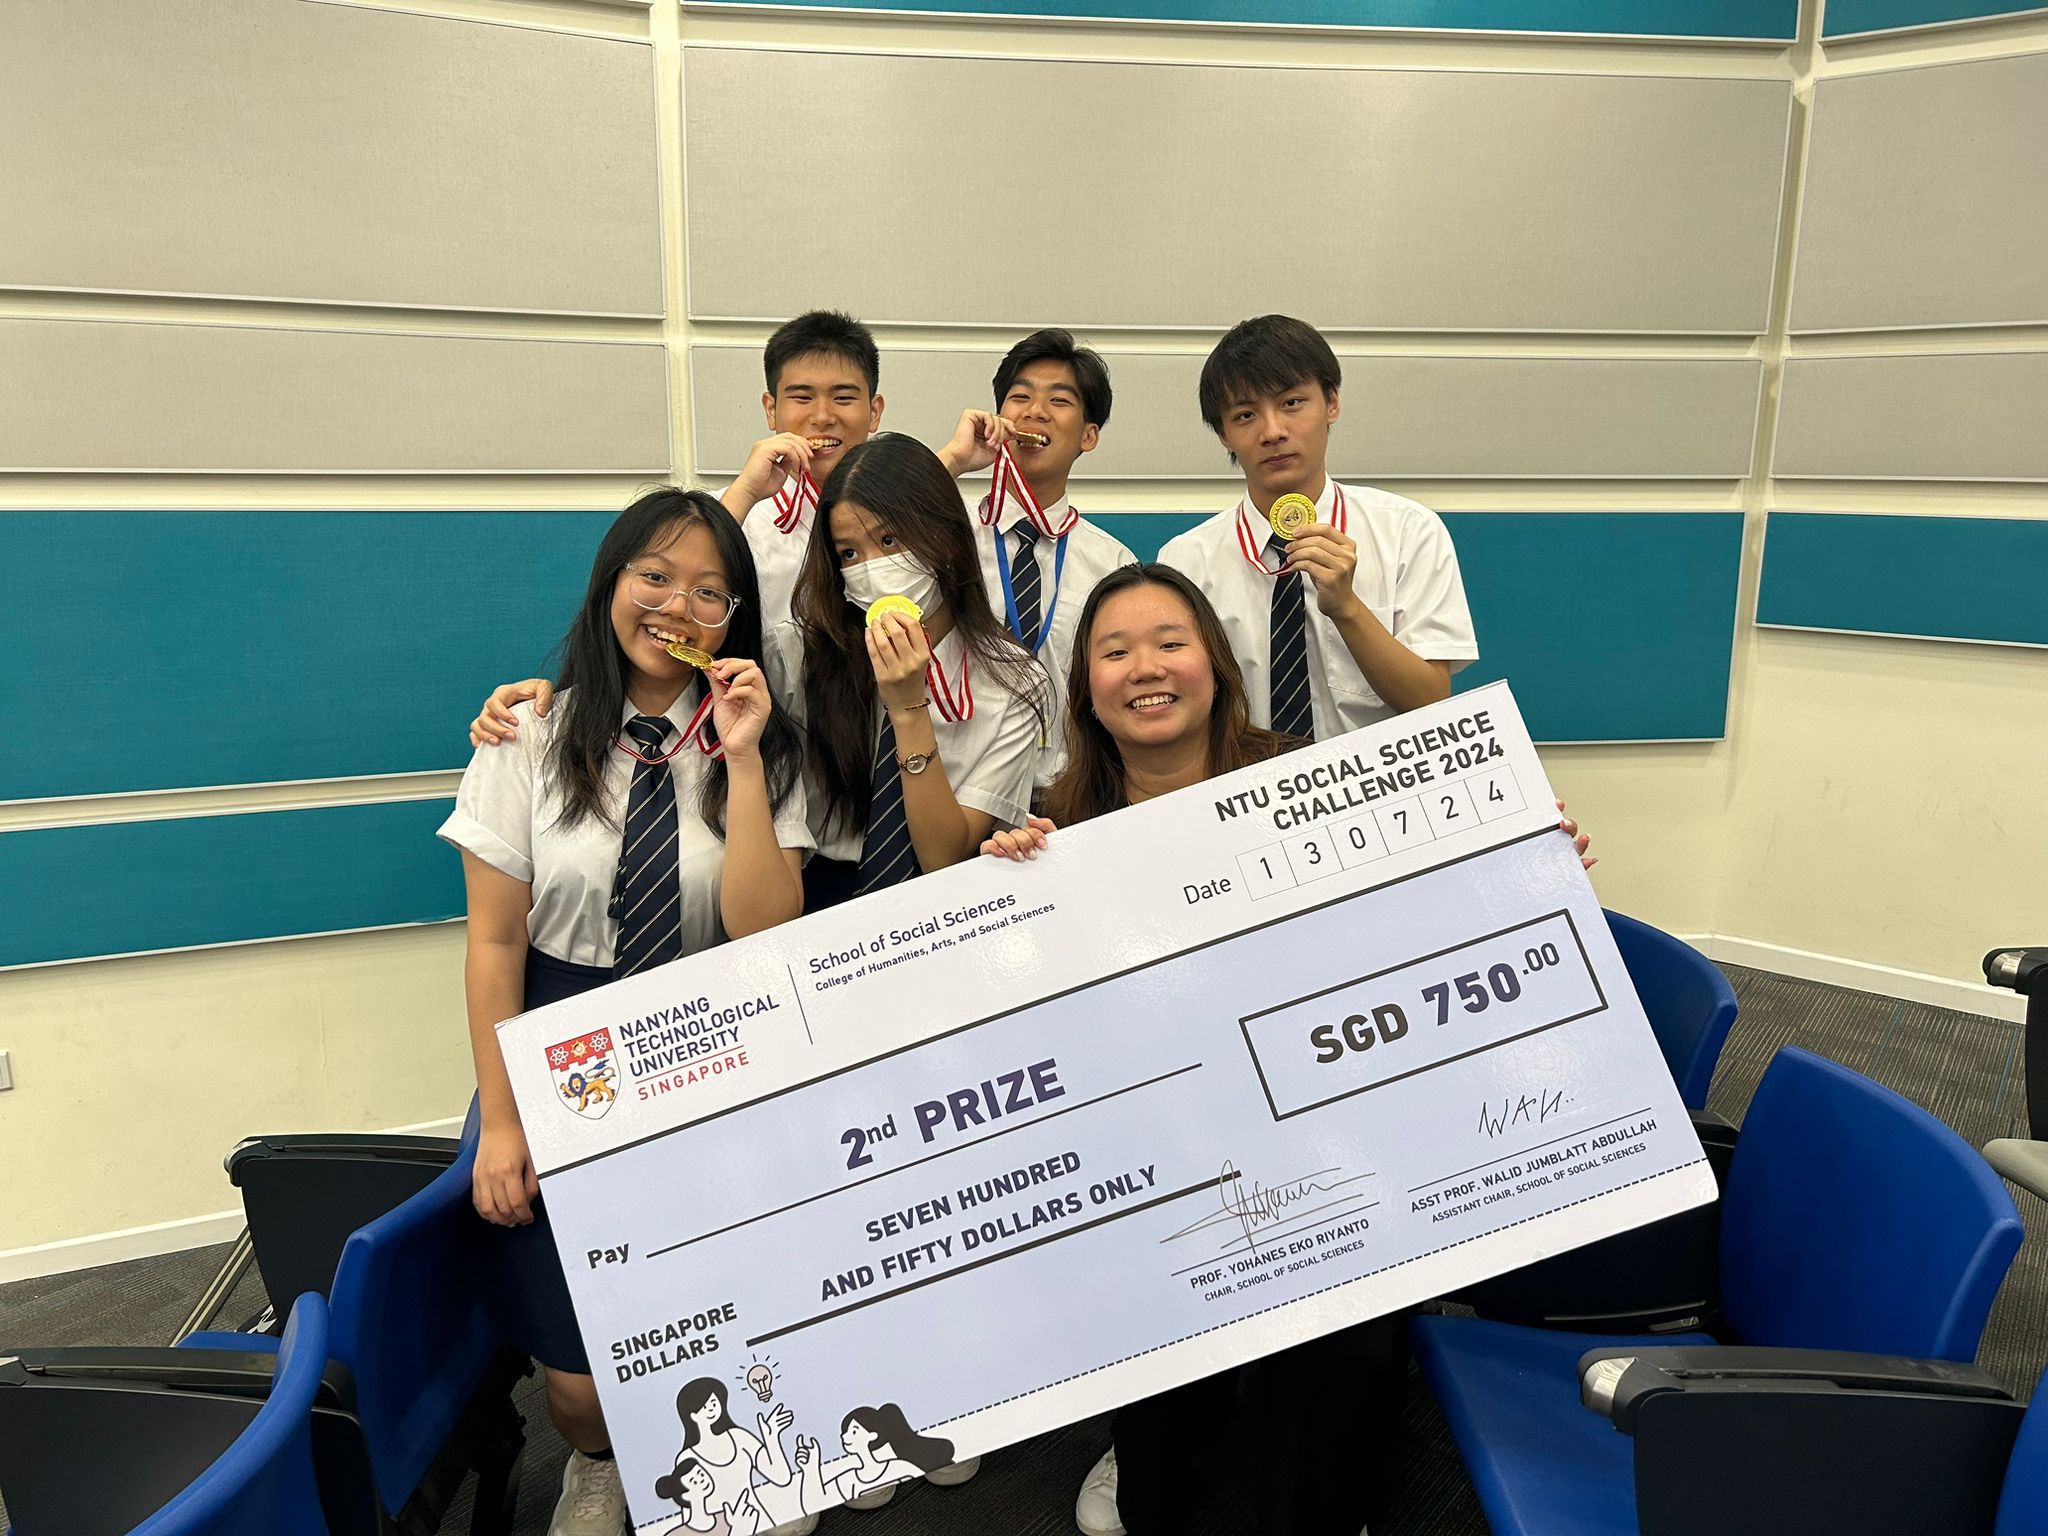 NTU SOCIAL SCIENCE
CHALLENGE 2024
Date 1 3 0 7 2 4
NANYANG
TECHNOLOGICAL
UNIVERSITY
SINGAPORE
School of Social Sciences
College of Humanities, Arts, and Social Sciences
SGD 750.00
2nd PRIZE
Pay
SEVEN HUNDRED
AND FIFTY DOLLARS ONLY
SINGAPORE
DOLLARS
PROF. YOHANES EKO RIYANTO
CHAIR, SCHOOL OF SOCIAL SCIENCES
ASST PROF. WALID JUMBLATT ABDULLAH
ASSISTANT CHAIR, SCHOOL OF SOCIAL SCIENCES